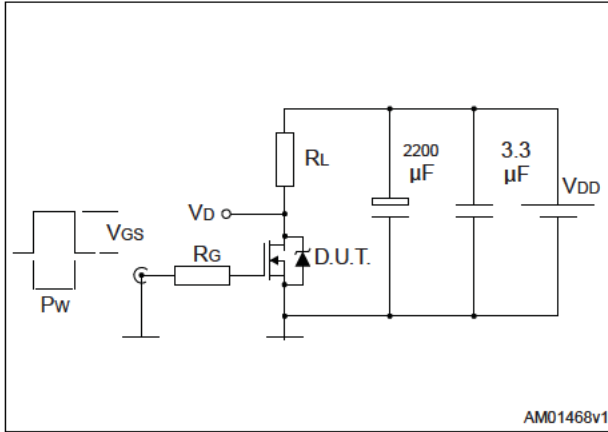 RL
2200
µF
3.3
µF
VDD
VD
VGS
RG
D.U.T.
PW
AM01468v1